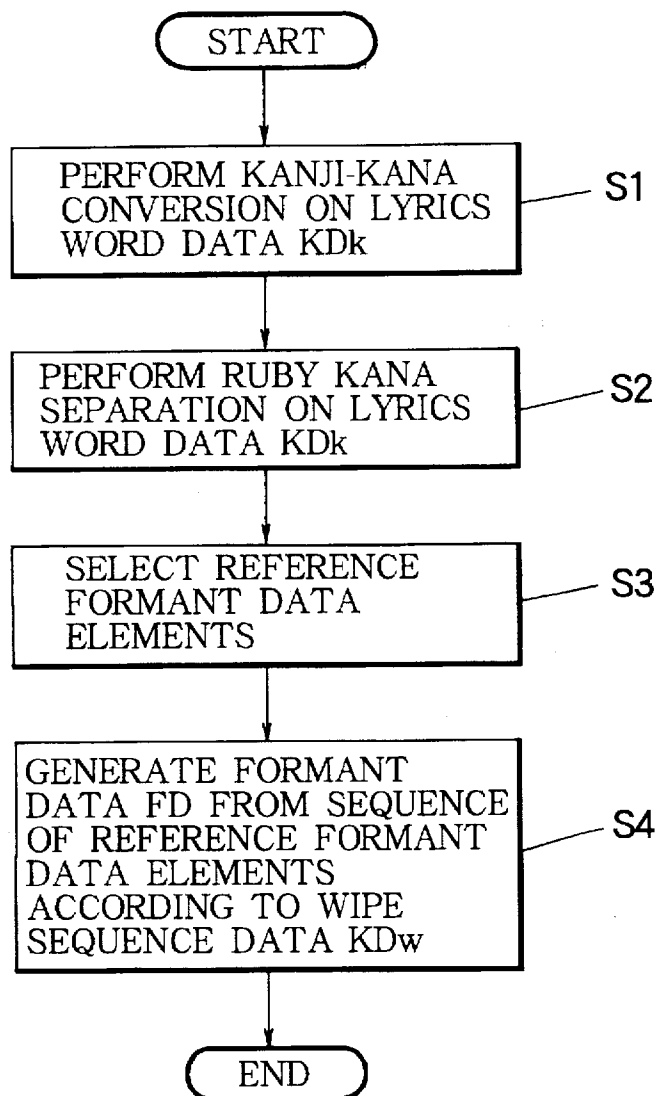 START
PERFORM KANJI-KANA
CONVERSION ON LYRICS
WORD DATA KDk
S1
PERFORM RUBY KANA
SEPARATION ON LYRICS
WORD DATA KDk
S2
SELECT REFERENCE
FORMANT DATA
ELEMENTS
S3
GENERATE FORMANT
DATA FD FROM SEQUENCE
OF REFERENCE FORMANT
DATA ELEMENTS
ACCORDING TO WIPE
SEQUENCE DATA KDw
S4
END